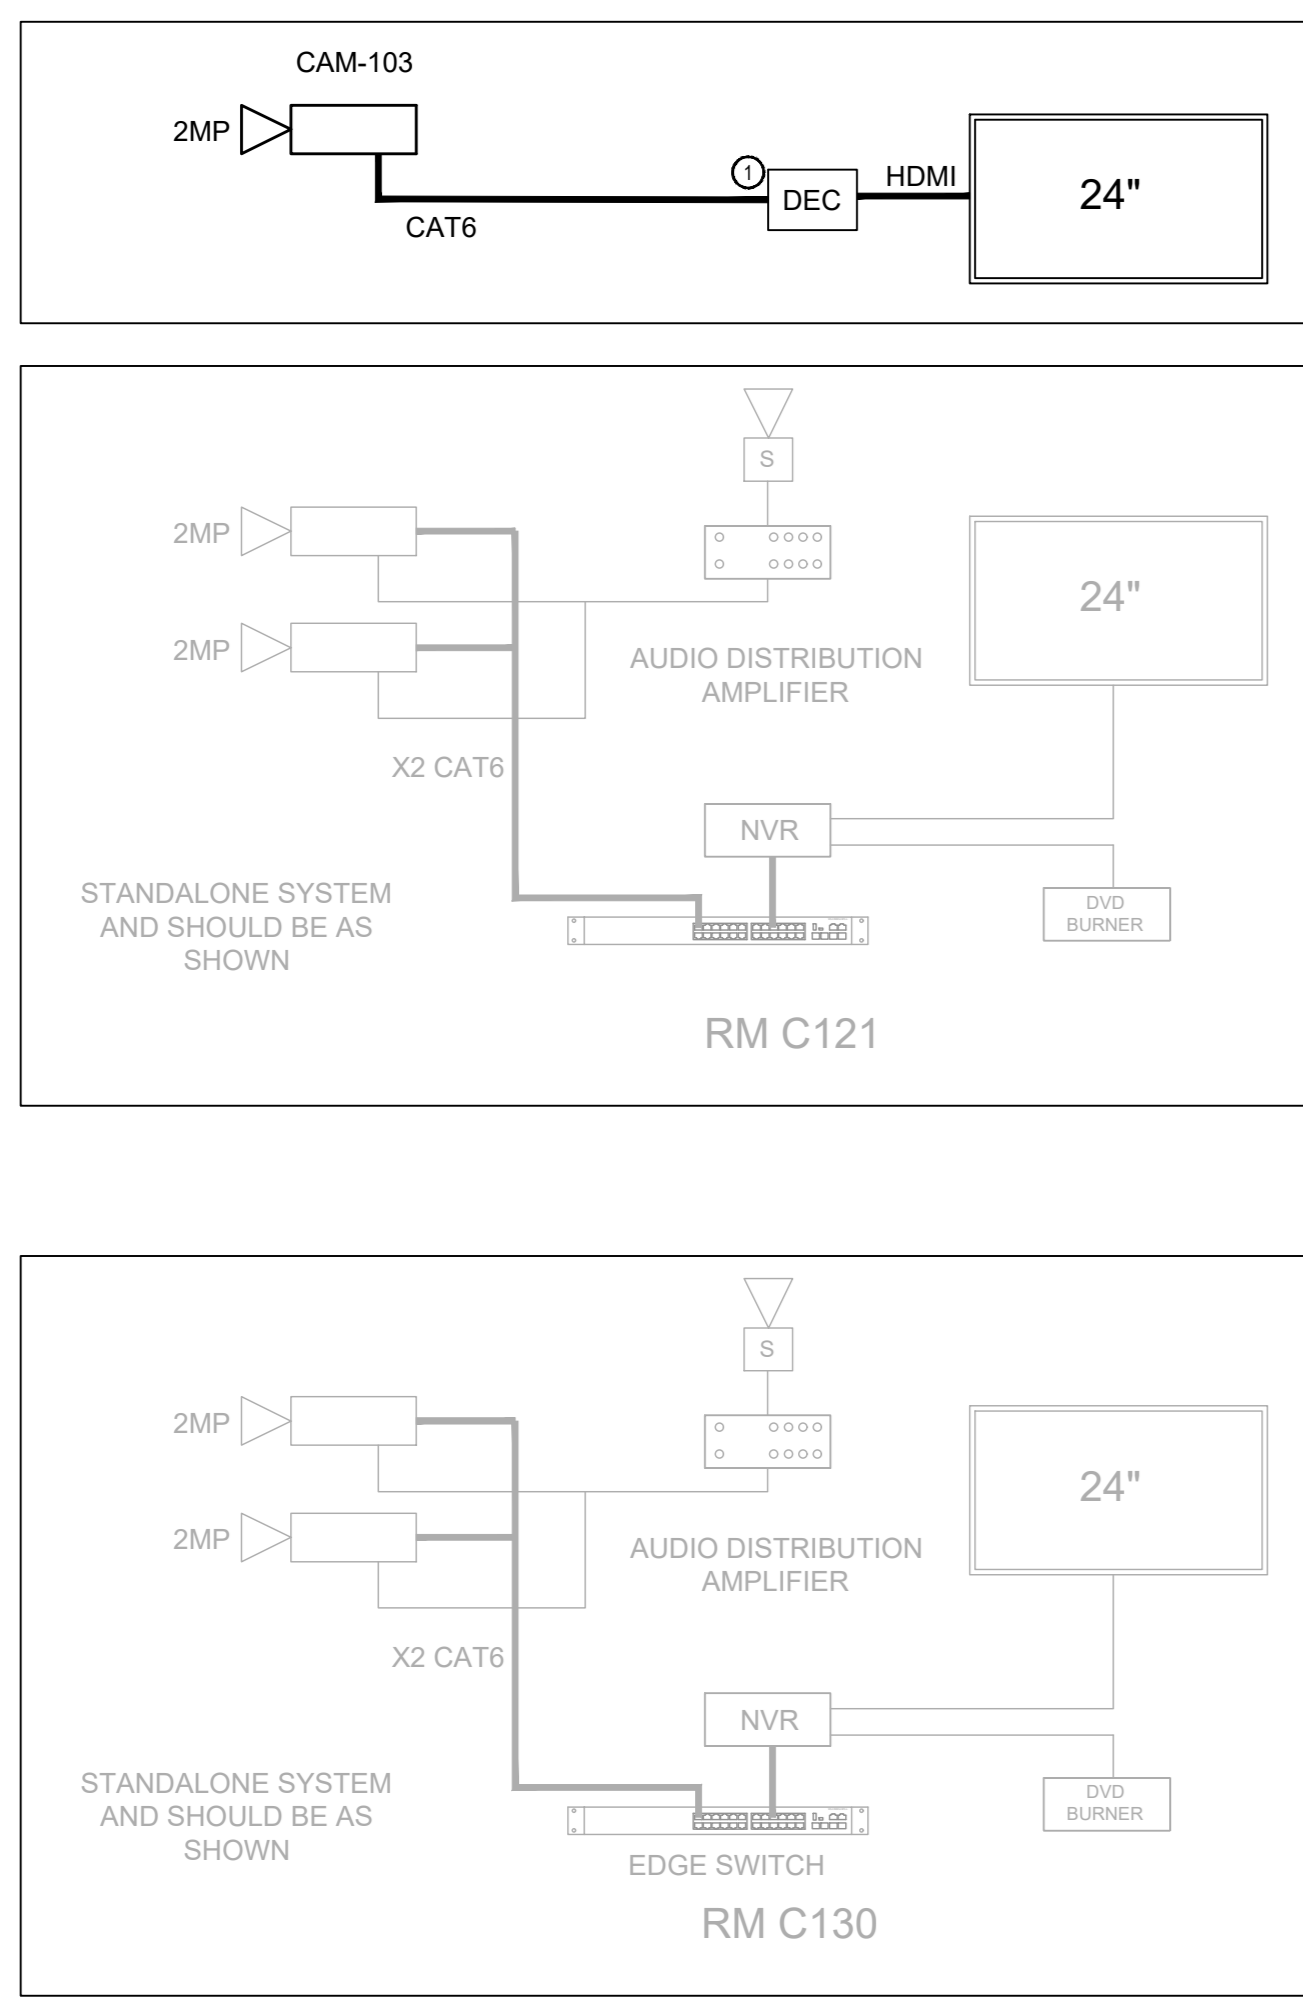 CAM-103
2MP
1
DEC
HDMI
24"
CAT6
S
2MP
24"
2MP
AUDIO DISTRIBUTION
AMPLIFIER
X2 CAT6
NVR
STANDALONE SYSTEM
AND SHOULD BE AS
SHOWN
DVD
BURNER
RM C121
S
2MP
24"
2MP
AUDIO DISTRIBUTION
AMPLIFIER
X2 CAT6
NVR
STANDALONE SYSTEM
AND SHOULD BE AS
SHOWN
DVD
BURNER
EDGE SWITCH
RM C130